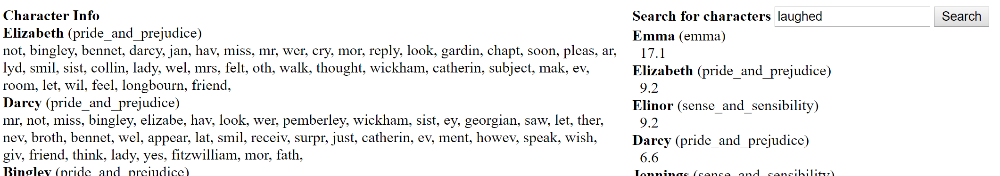 Character Info
Elizabeth (pride_and_prejudice)
not, bingley, bennet, darcy, jan, hav, miss, mr, wer, cry, mor, reply, look, gardin, chapt, soon, pleas, ar,
lyd, smil, sist, collin, lady, wel, mrs, felt, oth, walk, thought, wickham, catherin, subject, mak, ev,
room, let, wil, feel, longbourn, friend,
Darcy (pride_and_prejudice)
mr, not, miss, bingley, elizabe, hav, look, wer, pemberley, wickham, sist, ey, georgian, saw, let, ther,
nev, broth, bennet, wel, appear, lat, smil, receiv, surpr, just, catherin, ev, ment, howev, speak, wish,
giv, friend, think, lady, yes, fitzwilliam, mor, fath,
Bingley (pride_and_prejudice)
Search for characters laughed Search
Emma (emma)
17.1
Elizabeth (pride_and_prejudice)
9.2
Elinor (sense_and_sensibility)
9.2
Darcy (pride_and_prejudice)
6.6
Jennings (sense_and_sensibility)